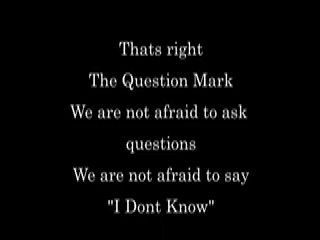 Thats right
The Question Mark
We are not afraid to ask
questions
We are not afraid to say
"I Dont Know"